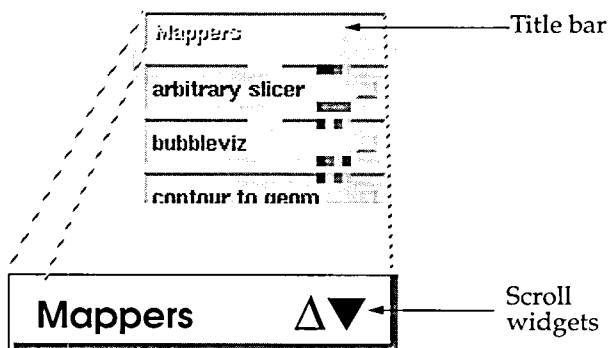 Mappers
Title bar
arbitrary slicer
bubbleviz
contour to geom
Mappers
Scroll
widgets